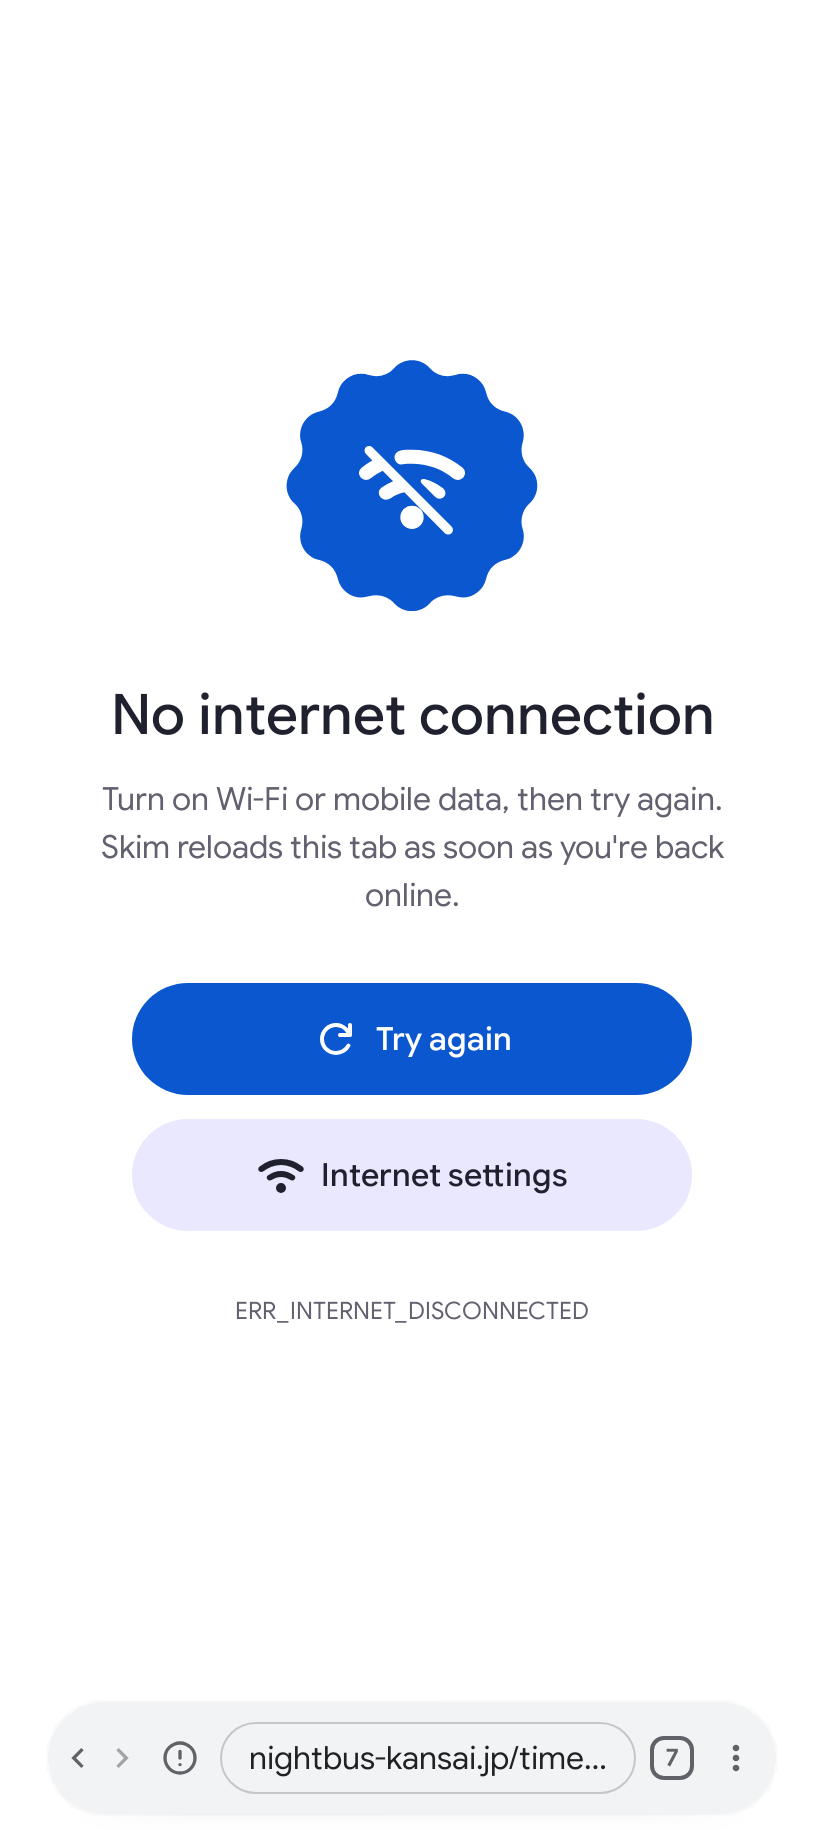 No internet connection
Turn on Wi-Fi or mobile data, then try again.
Skim reloads this tab as soon as you're back
online.
Try again
Internet settings
ERR_INTERNET_DISCONNECTED
nightbus-kansai.jp/time...
7